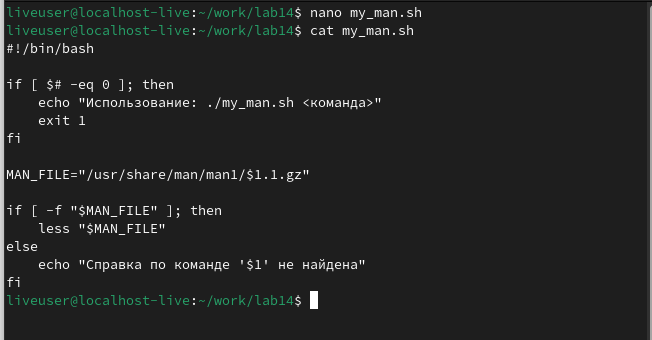 liveuser@localhost-live:~/work/lab14$ nano my_man.sh
liveuser@localhost-live:~/work/lab14$ cat my_man.sh
#!/bin/bash

if [ $# -eq 0 ]; then
    echo "Использование: ./my_man.sh <команда>"
    exit 1
fi

MAN_FILE="/usr/share/man/man1/$1.1.gz"

if [ -f "$MAN_FILE" ]; then
    less "$MAN_FILE"
else
    echo "Справка по команде '$1' не найдена"
fi
liveuser@localhost-live:~/work/lab14$